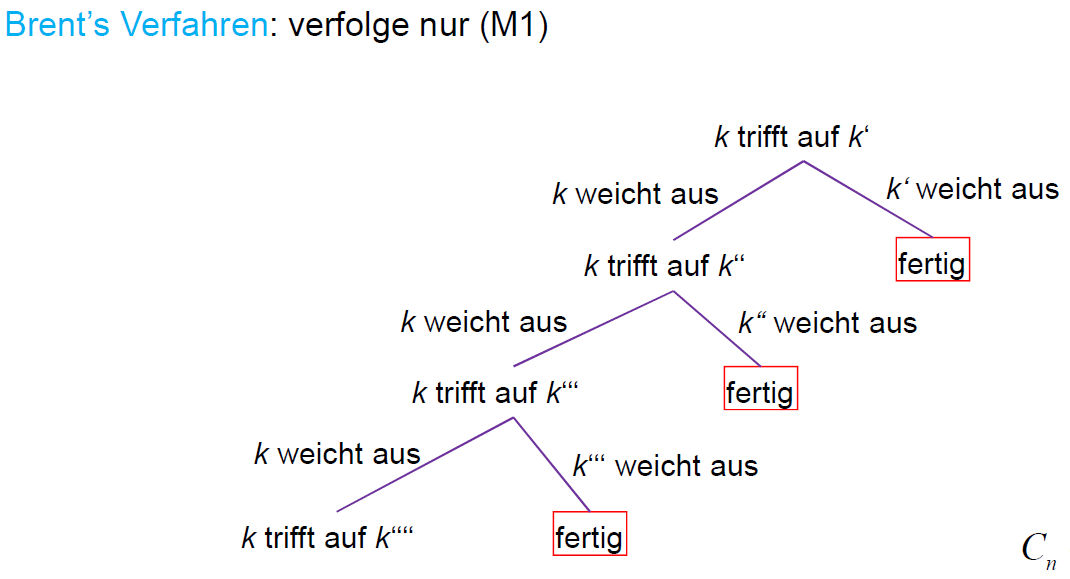 Brent's Verfahren: verfolge nur (M1)
k trifft auf k‘
k weicht aus
k‘ weicht aus
k trifft auf k“
fertig
k weicht aus
k“ weicht aus
k trifft auf k“‘
fertig
k weicht aus
k“‘ weicht aus
k trifft auf k““
fertig
Cn